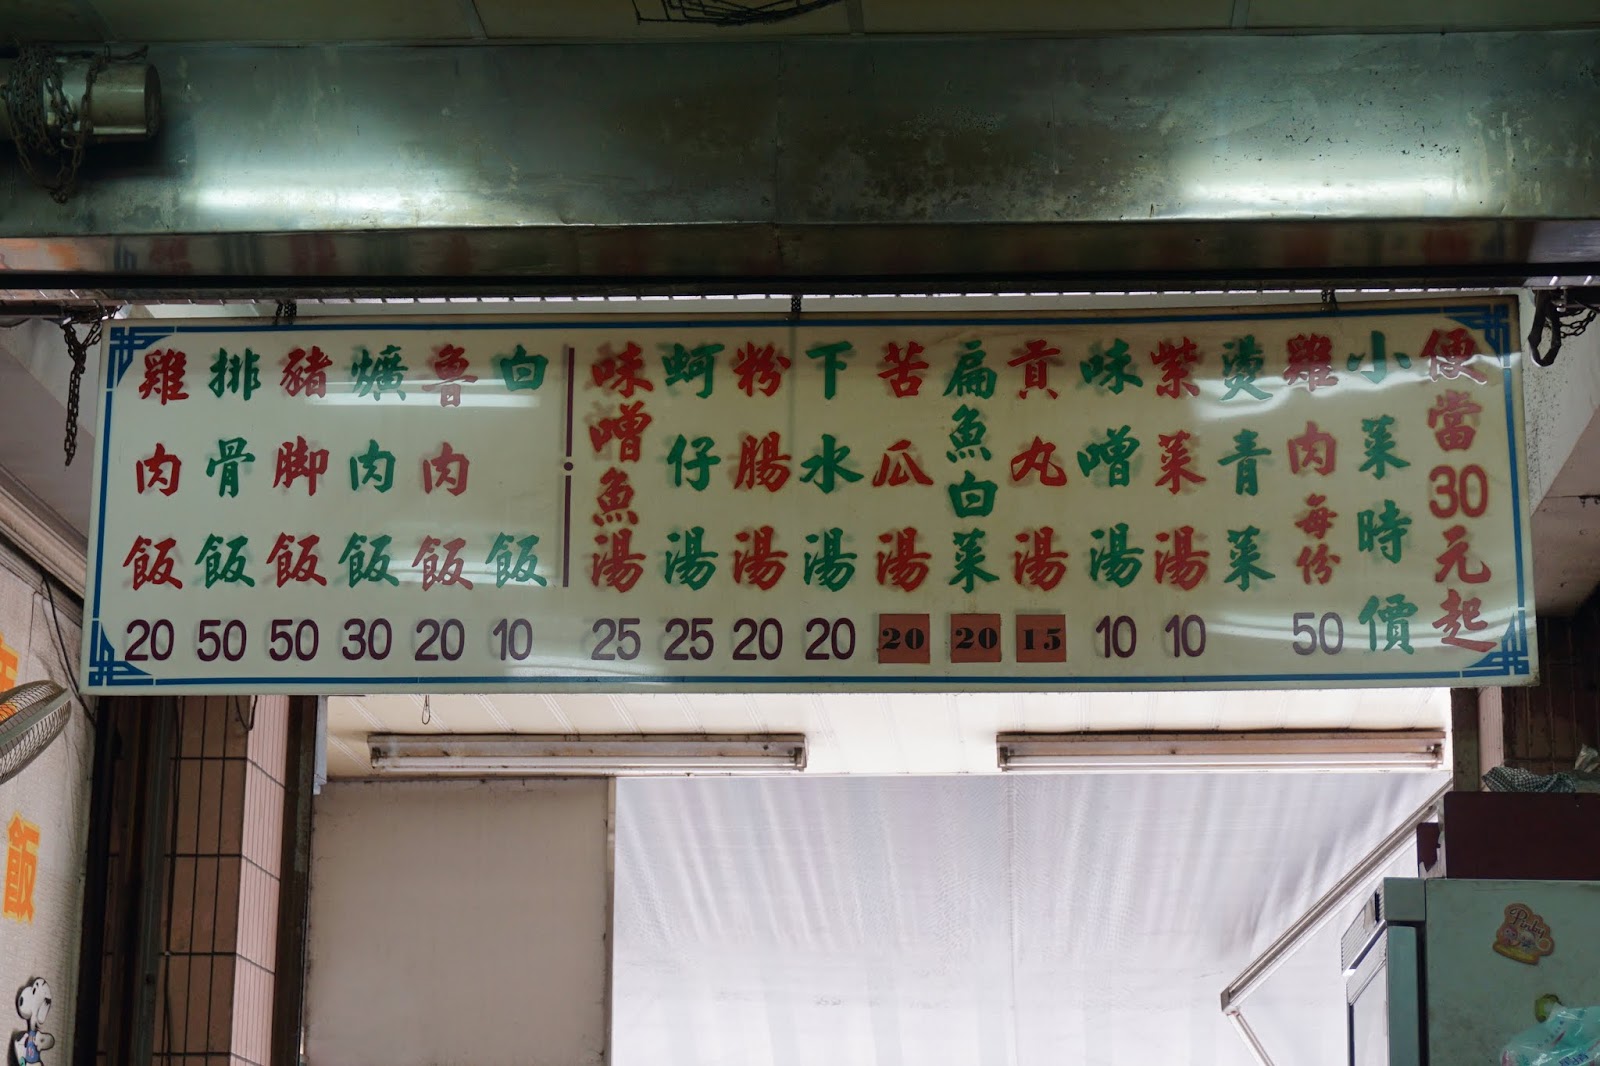 雞肉飯 20
排骨飯 50
豬脚飯 50
爌肉飯 30
魯肉飯 20
白飯 10
味噌魚湯 25
蚵仔湯 25
粉腸湯 20
下水湯 20
苦瓜湯 20
扁魚白菜 20
貢丸湯 15
味噌湯 10
紫菜湯 10
燙青菜
雞肉每份 50
小菜時價
便當30元起
飯
Pinky